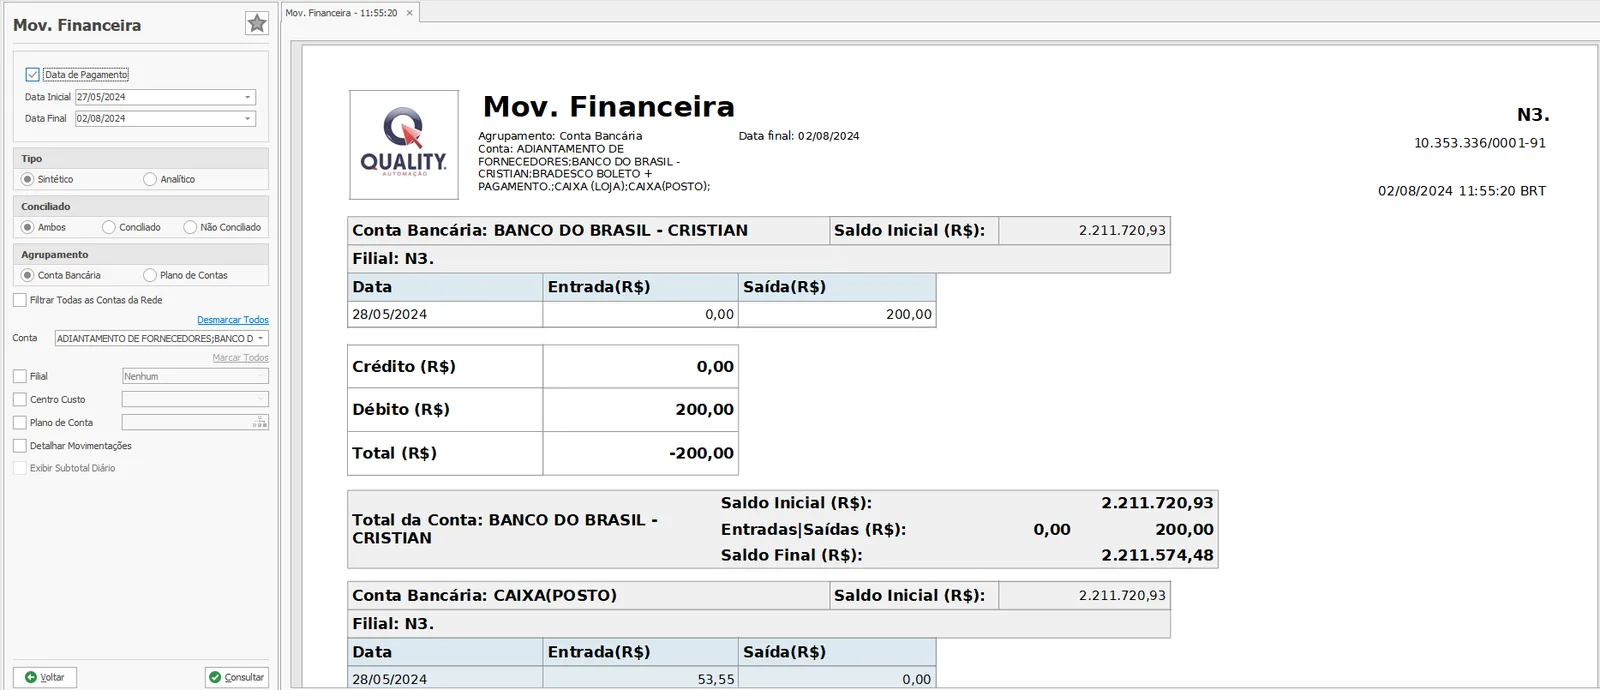 Mov. Financeira
Data de Pagamento
Data Inicial 27/05/2024
Data Final 02/08/2024
Tipo
Sintético Analítico
Conciliado
Ambos Conciliado Não Conciliado
Agrupamento
Conta Bancária Plano de Contas
Filtrar Todas as Contas da Rede
Desmarcar Todos
Conta ADIANTAMENTO DE FORNECEDORES;BANCO D
Marcar Todos
Filial Nenhum
Centro Custo
Plano de Conta
Detalhar Movimentações
Exibir Subtotal Diário
Voltar Consultar
Mov. Financeira - 11:55:20
QUALITY.
AUTOMAÇÃO
Mov. Financeira
Agrupamento: Conta Bancária Data final: 02/08/2024
Conta: ADIANTAMENTO DE
FORNECEDORES;BANCO DO BRASIL -
CRISTIAN;BRADESCO BOLETO +
PAGAMENTO.;CAIXA (LOJA);CAIXA(POSTO);
N3.
10.353.336/0001-91
02/08/2024 11:55:20 BRT
Conta Bancária: BANCO DO BRASIL - CRISTIAN Saldo Inicial (R$): 2.211.720,93
Filial: N3.
Data Entrada(R$) Saída(R$)
28/05/2024 0,00 200,00
Crédito (R$) 0,00
Débito (R$) 200,00
Total (R$) -200,00
Total da Conta: BANCO DO BRASIL -
CRISTIAN
Saldo Inicial (R$): 2.211.720,93
Entradas|Saídas (R$): 0,00 200,00
Saldo Final (R$): 2.211.574,48
Conta Bancária: CAIXA(POSTO) Saldo Inicial (R$): 2.211.720,93
Filial: N3.
Data Entrada(R$) Saída(R$)
28/05/2024 53,55 0,00